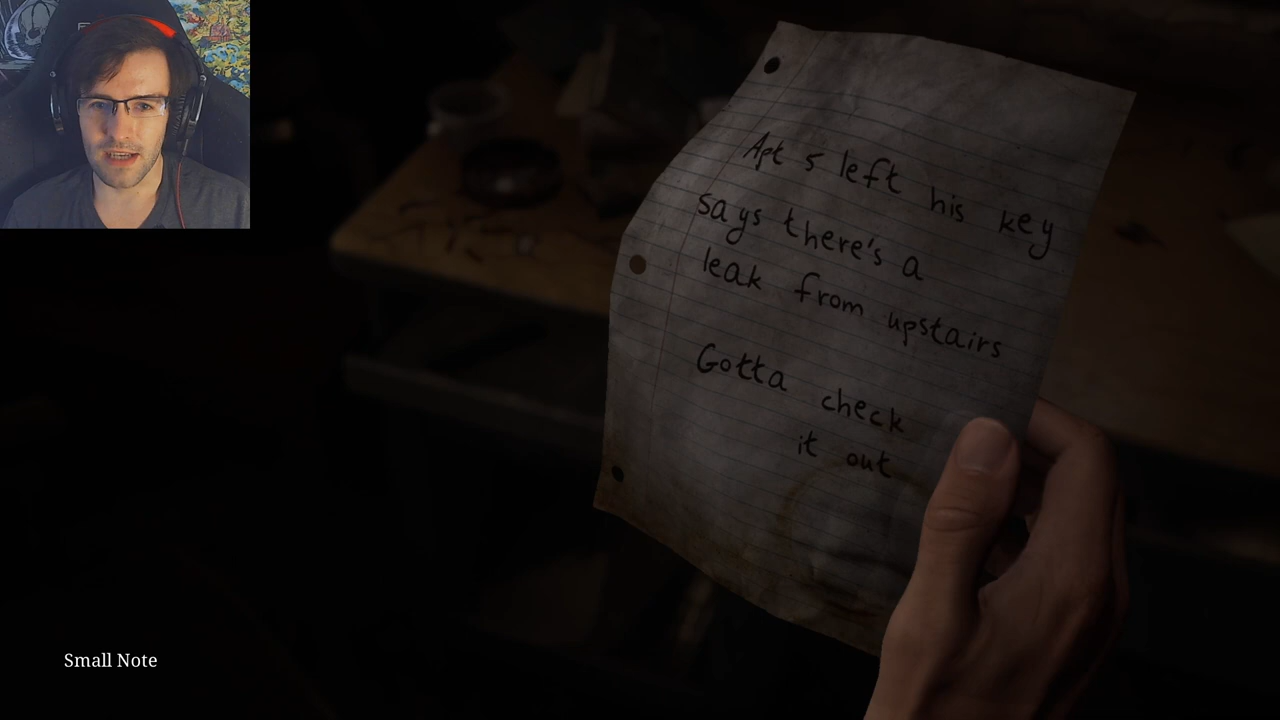 Apt 5 left his key
says there's a
leak from upstairs
Gotta check
it out
Small Note